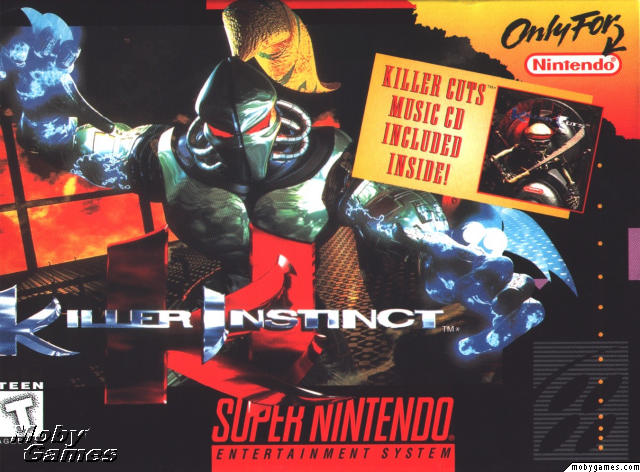 Only For
Nintendo®
KILLER CUTS™
MUSIC CD
INCLUDED
INSIDE!
KILLER INSTINCT™*
TEEN
T
AGES
SUPER NINTENDO®
ENTERTAINMENT SYSTEM
Moby
Games
mobygames.com